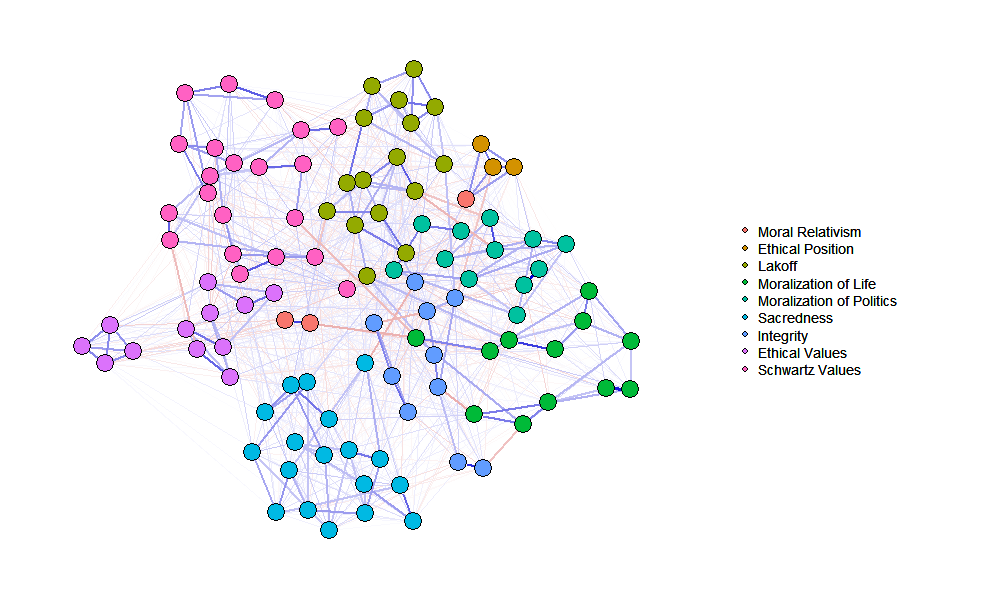 Moral Relativism
Ethical Position
Lakoff
Moralization of Life
Moralization of Politics
Sacredness
Integrity
Ethical Values
Schwartz Values